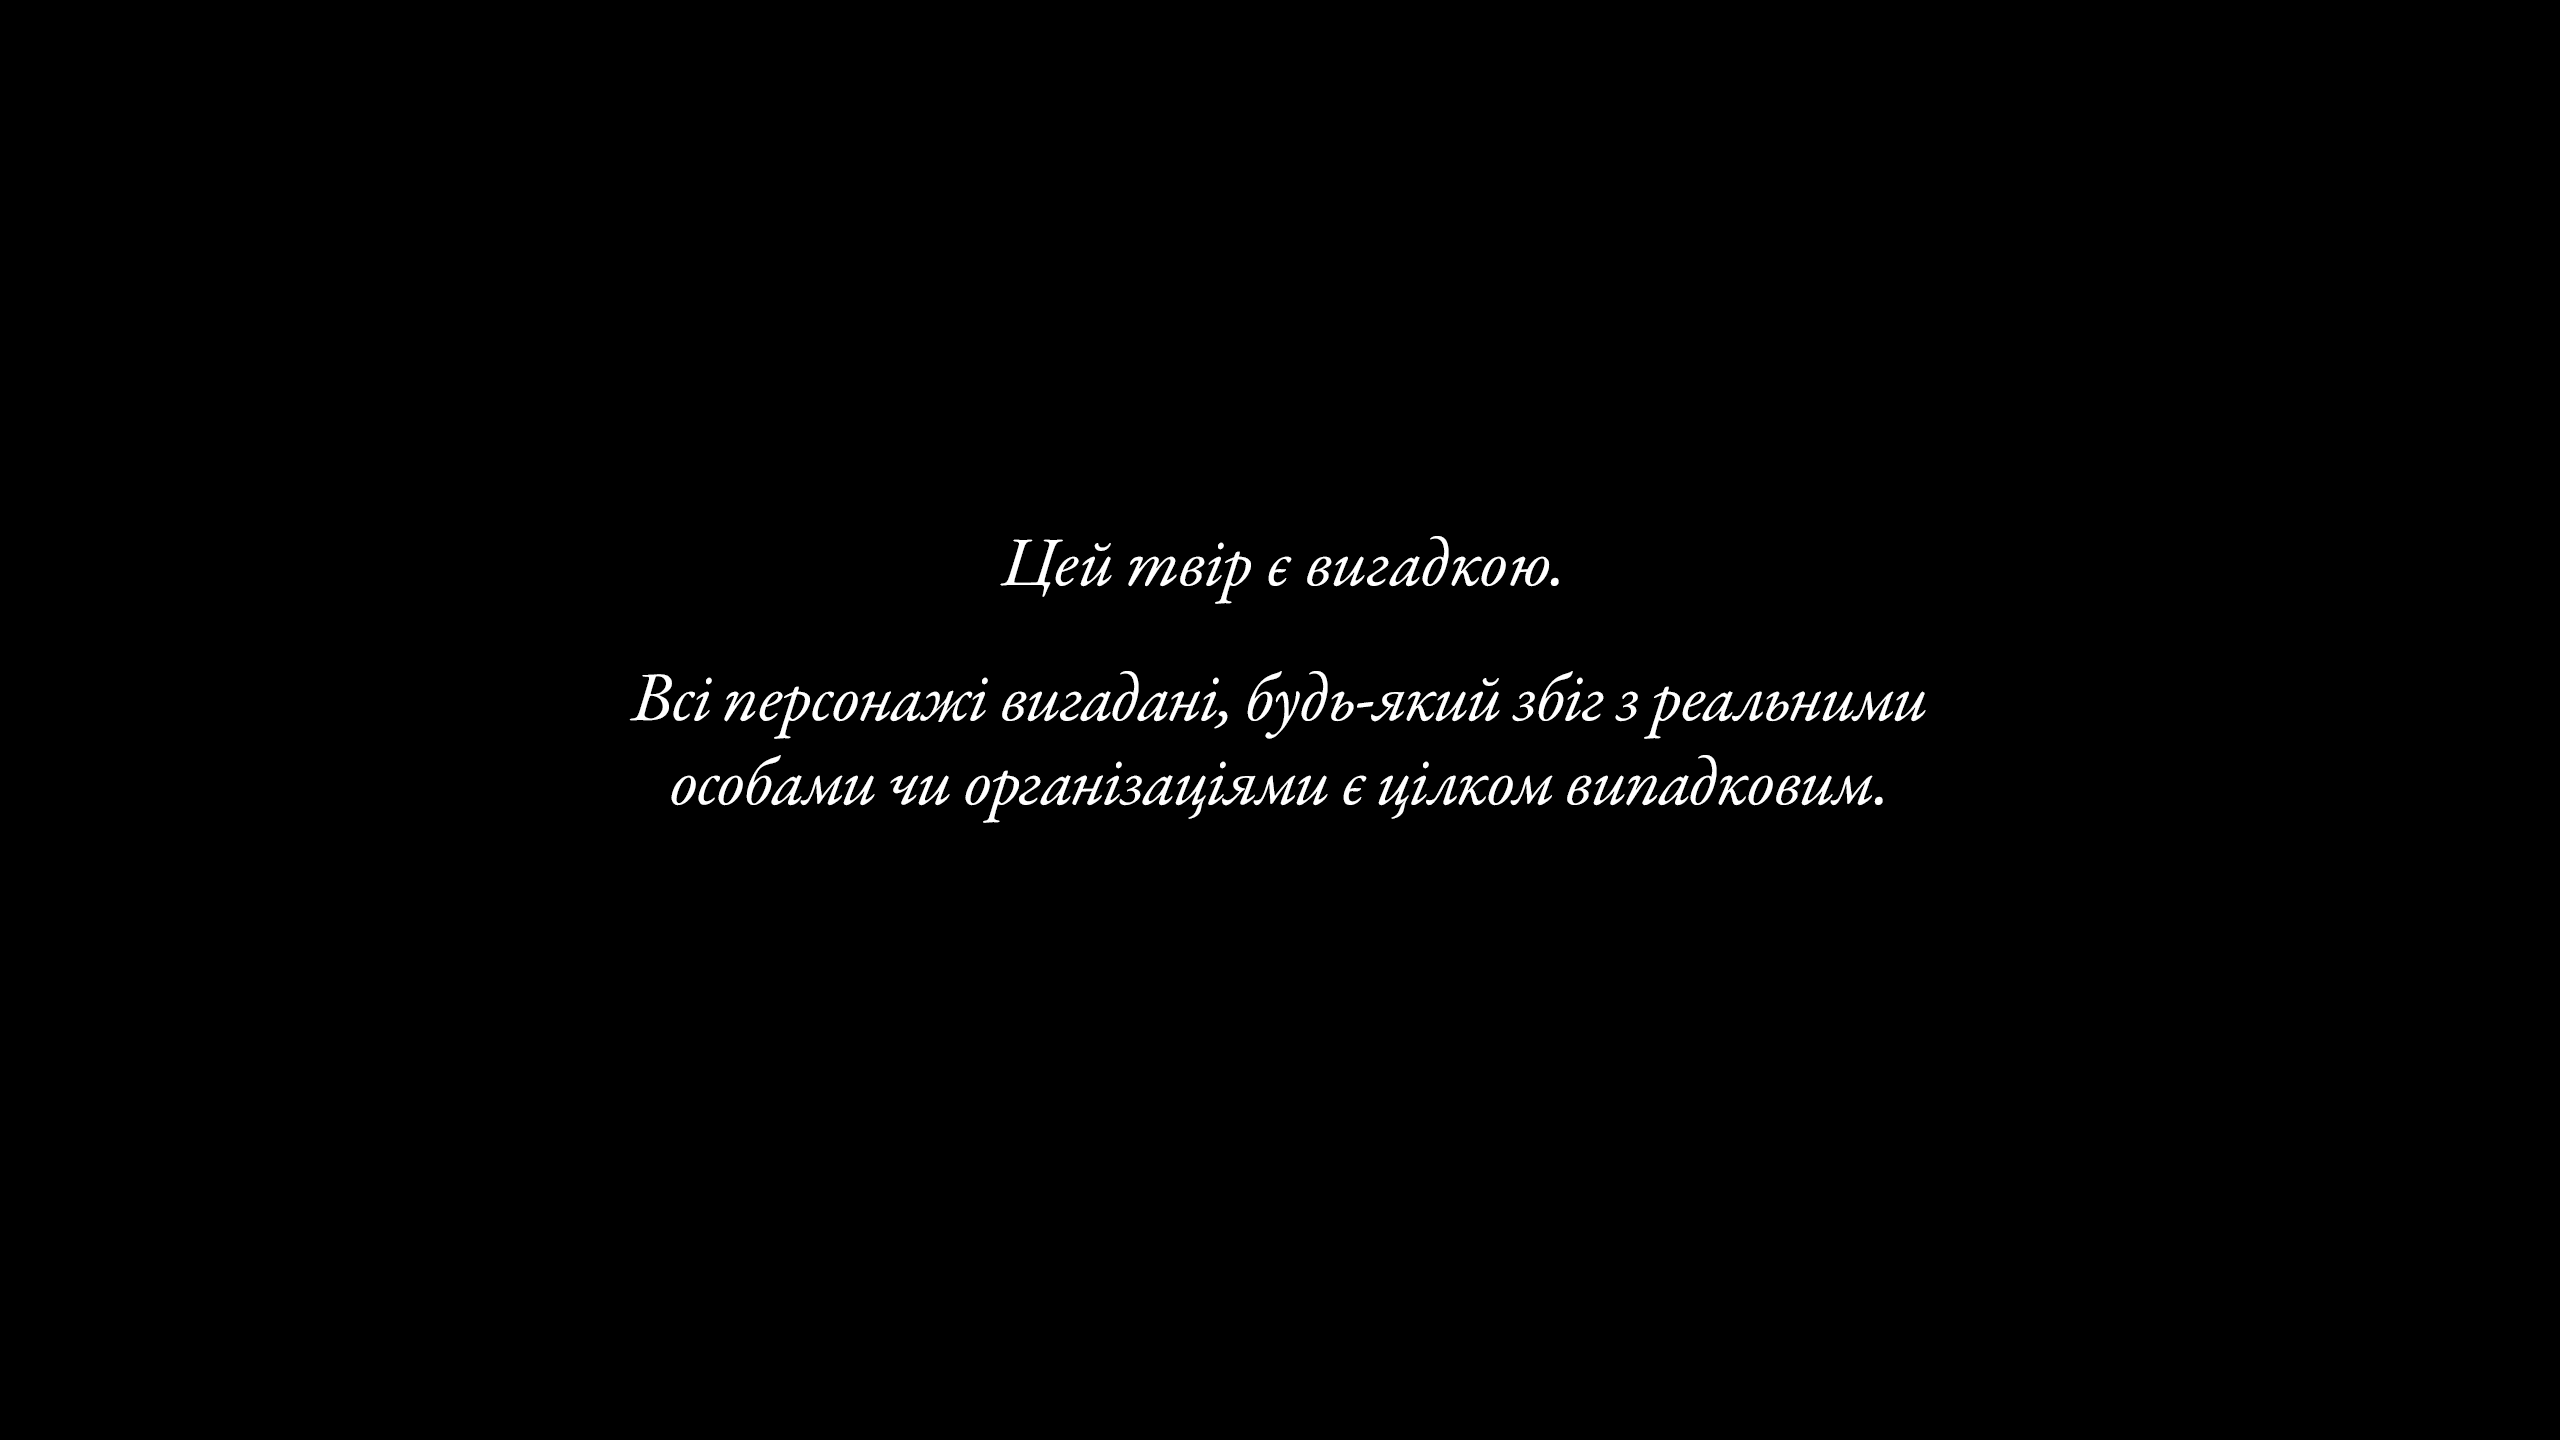 Цей твір є вигадкою.
Всі персонажі вигадані, будь-який збіг з реальними
особами чи організаціями є цілком випадковим.